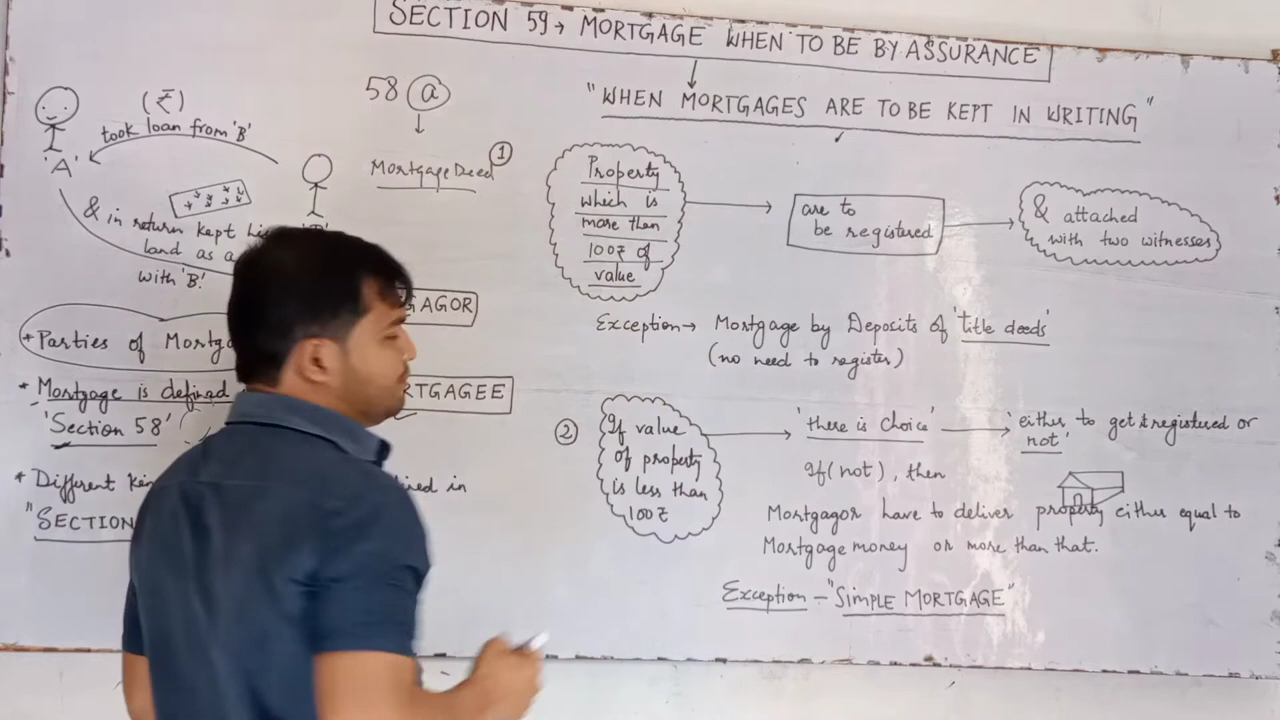 SECTION 59 → MORTGAGE WHEN TO BE BY ASSURANCE
"WHEN MORTGAGES ARE TO BE KEPT IN WRITING"
(₹)
took loan from 'B'
'A'
& in return kept
land as a
with 'B'.
GAGOR
*Parties of Mortga
* Mortgage is defined
RTGAGEE
'Section 58'
* Different
ined in
"SECTION
58 a
Mortgage Deed
1
Property
which is
more than
100₹ of
value
are to
be registered
& attached
with two witnesses
Exception→ Mortgage by Deposits of 'title deeds'
(no need to register)
2
If value
of property
is less than
100₹
'there is choice'
'either to get it registered or
not'
If (not), then
Mortgagor have to deliver property either equal to
Mortgage money or more than that.
Exception - "SIMPLE MORTGAGE"